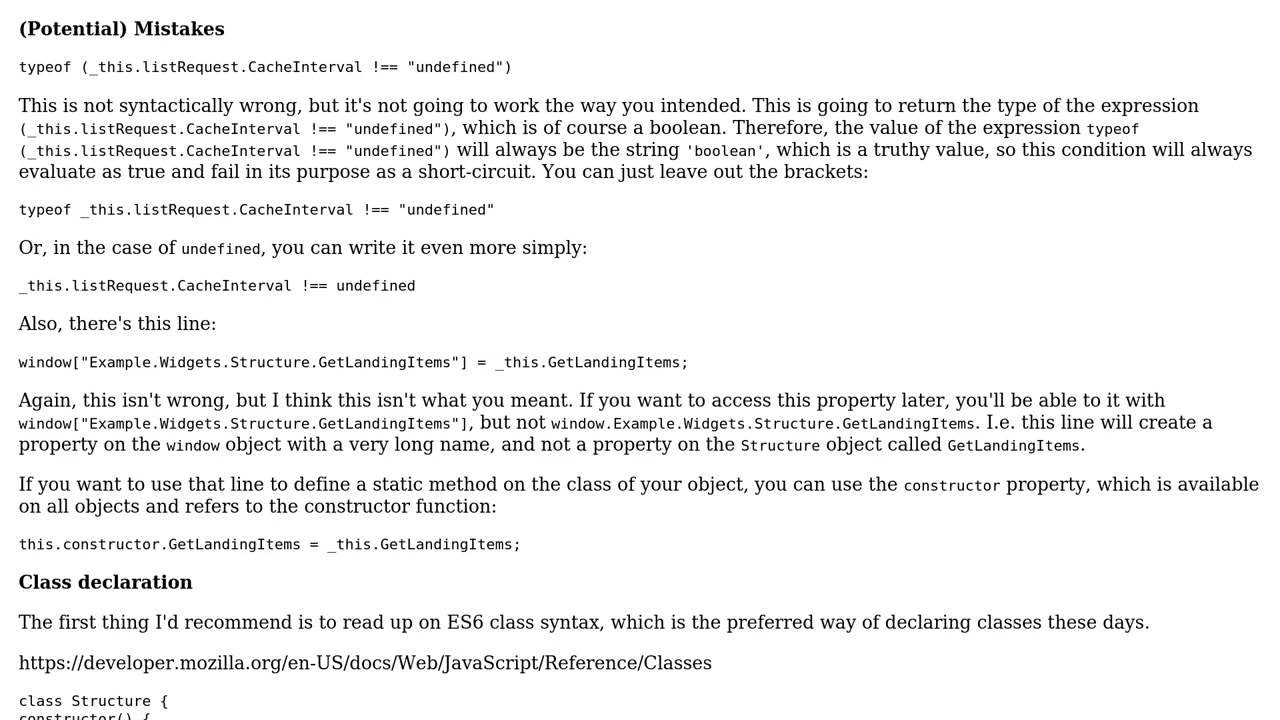 (Potential) Mistakes
typeof (_this.listRequest.CacheInterval !== "undefined")
This is not syntactically wrong, but it's not going to work the way you intended. This is going to return the type of the expression
(_this.listRequest.CacheInterval !== "undefined"), which is of course a boolean. Therefore, the value of the expression typeof
(_this.listRequest.CacheInterval !== "undefined") will always be the string 'boolean', which is a truthy value, so this condition will always
evaluate as true and fail in its purpose as a short-circuit. You can just leave out the brackets:
typeof _this.listRequest.CacheInterval !== "undefined"
Or, in the case of undefined, you can write it even more simply:
_this.listRequest.CacheInterval !== undefined
Also, there's this line:
window["Example.Widgets.Structure.GetLandingItems"] = _this.GetLandingItems;
Again, this isn't wrong, but I think this isn't what you meant. If you want to access this property later, you'll be able to it with
window["Example.Widgets.Structure.GetLandingItems"], but not window.Example.Widgets.Structure.GetLandingItems. I.e. this line will create a
property on the window object with a very long name, and not a property on the Structure object called GetLandingItems.
If you want to use that line to define a static method on the class of your object, you can use the constructor property, which is available
on all objects and refers to the constructor function:
this.constructor.GetLandingItems = _this.GetLandingItems;
Class declaration
The first thing I'd recommend is to read up on ES6 class syntax, which is the preferred way of declaring classes these days.
https://developer.mozilla.org/en-US/docs/Web/JavaScript/Reference/Classes
class Structure {
constructor() {